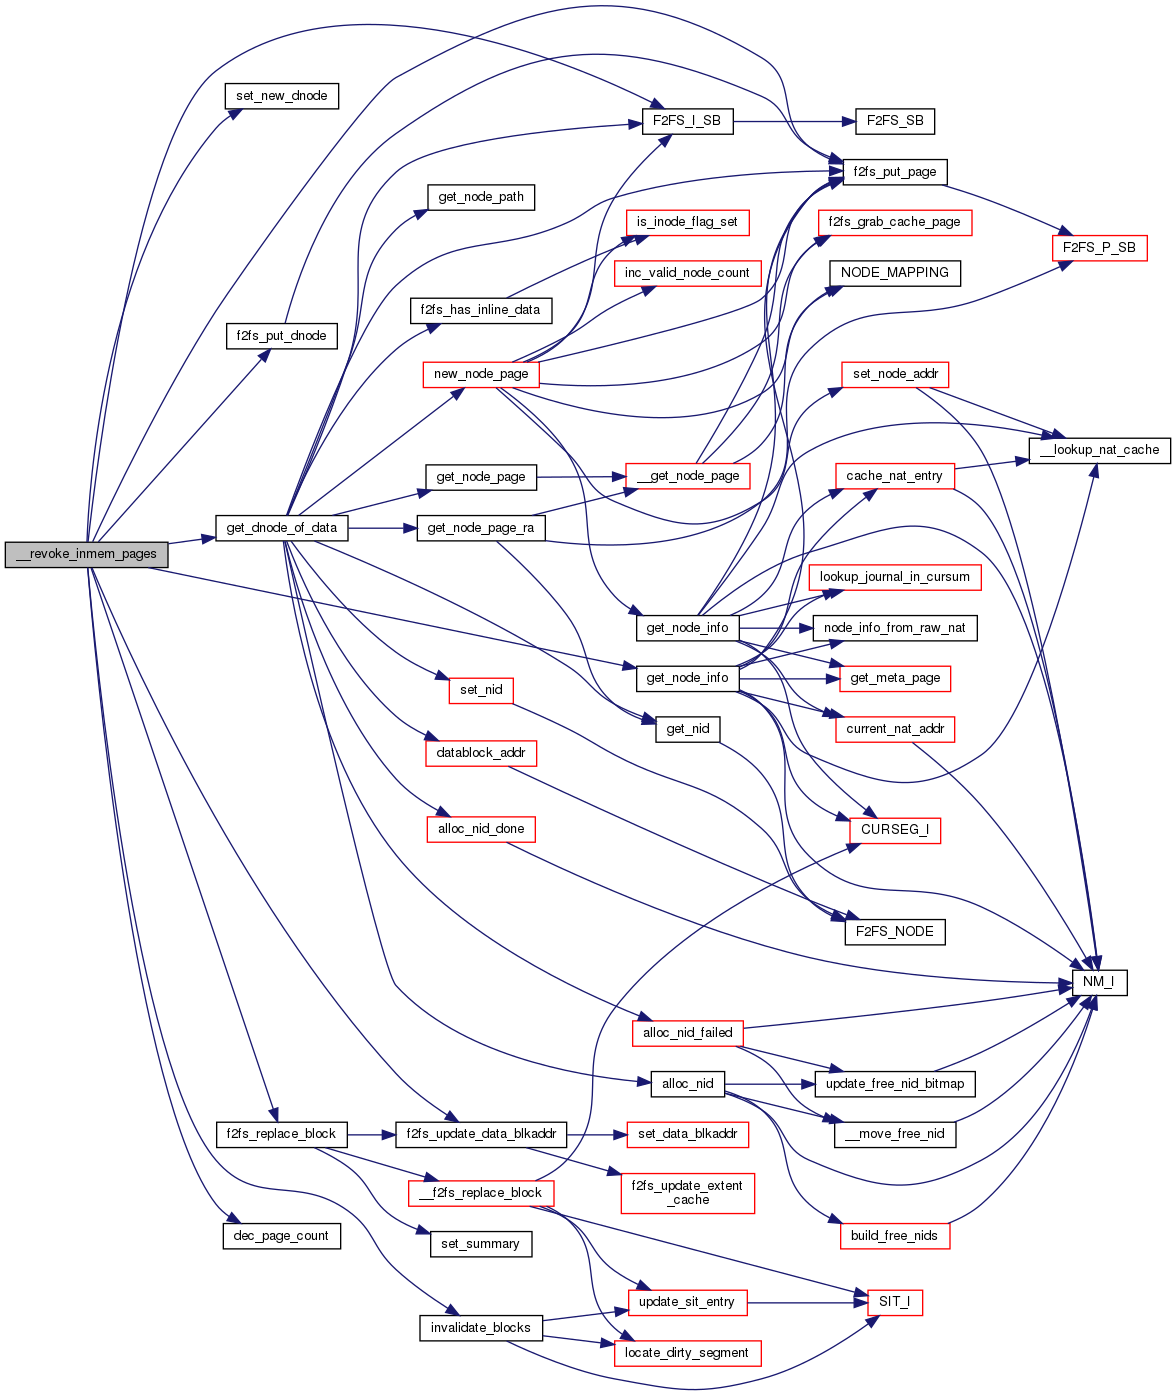 set_new_dnode
F2FS_I_SB
F2FS_SB
f2fs_put_page
get_node_path
is_inode_flag_set
f2fs_grab_cache_page
F2FS_P_SB
inc_valid_node_count
NODE_MAPPING
f2fs_has_inline_data
f2fs_put_dnode
new_node_page
set_node_addr
__lookup_nat_cache
get_node_page
__get_node_page
cache_nat_entry
get_dnode_of_data
get_node_page_ra
__revoke_inmem_pages
lookup_journal_in_cursum
get_node_info
node_info_from_raw_nat
get_node_info
get_meta_page
set_nid
get_nid
current_nat_addr
datablock_addr
alloc_nid_done
CURSEG_I
F2FS_NODE
NM_I
alloc_nid_failed
alloc_nid
update_free_nid_bitmap
f2fs_replace_block
f2fs_update_data_blkaddr
set_data_blkaddr
__move_free_nid
__f2fs_replace_block
f2fs_update_extent
_cache
dec_page_count
set_summary
build_free_nids
update_sit_entry
SIT_I
invalidate_blocks
locate_dirty_segment